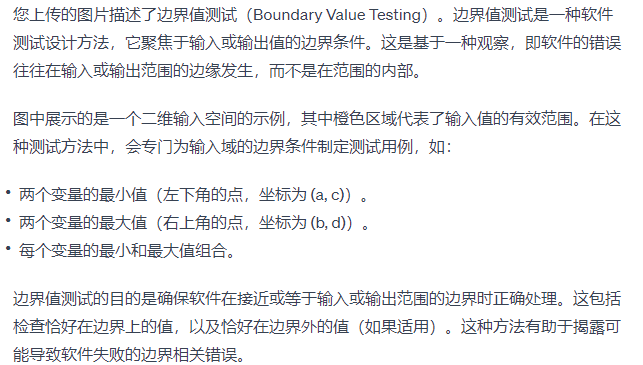 您上传的图片描述了边界值测试（Boundary Value Testing）。边界值测试是一种软件
测试设计方法，它聚焦于输入或输出值的边界条件。这是基于一种观察，即软件的错误
往往在输入或输出范围的边缘发生，而不是在范围的内部。
图中展示的是一个二维输入空间的示例，其中橙色区域代表了输入值的有效范围。在这
种测试方法中，会专门为输入域的边界条件制定测试用例，如：
• 两个变量的最小值（左下角的点，坐标为 (a, c)）。
• 两个变量的最大值（右上角的点，坐标为 (b, d)）。
• 每个变量的最小和最大值组合。
边界值测试的目的是确保软件在接近或等于输入或输出范围的边界时正确处理。这包括
检查恰好在边界上的值，以及恰好在边界外的值（如果适用）。这种方法有助于揭露可
能导致软件失败的边界相关错误。